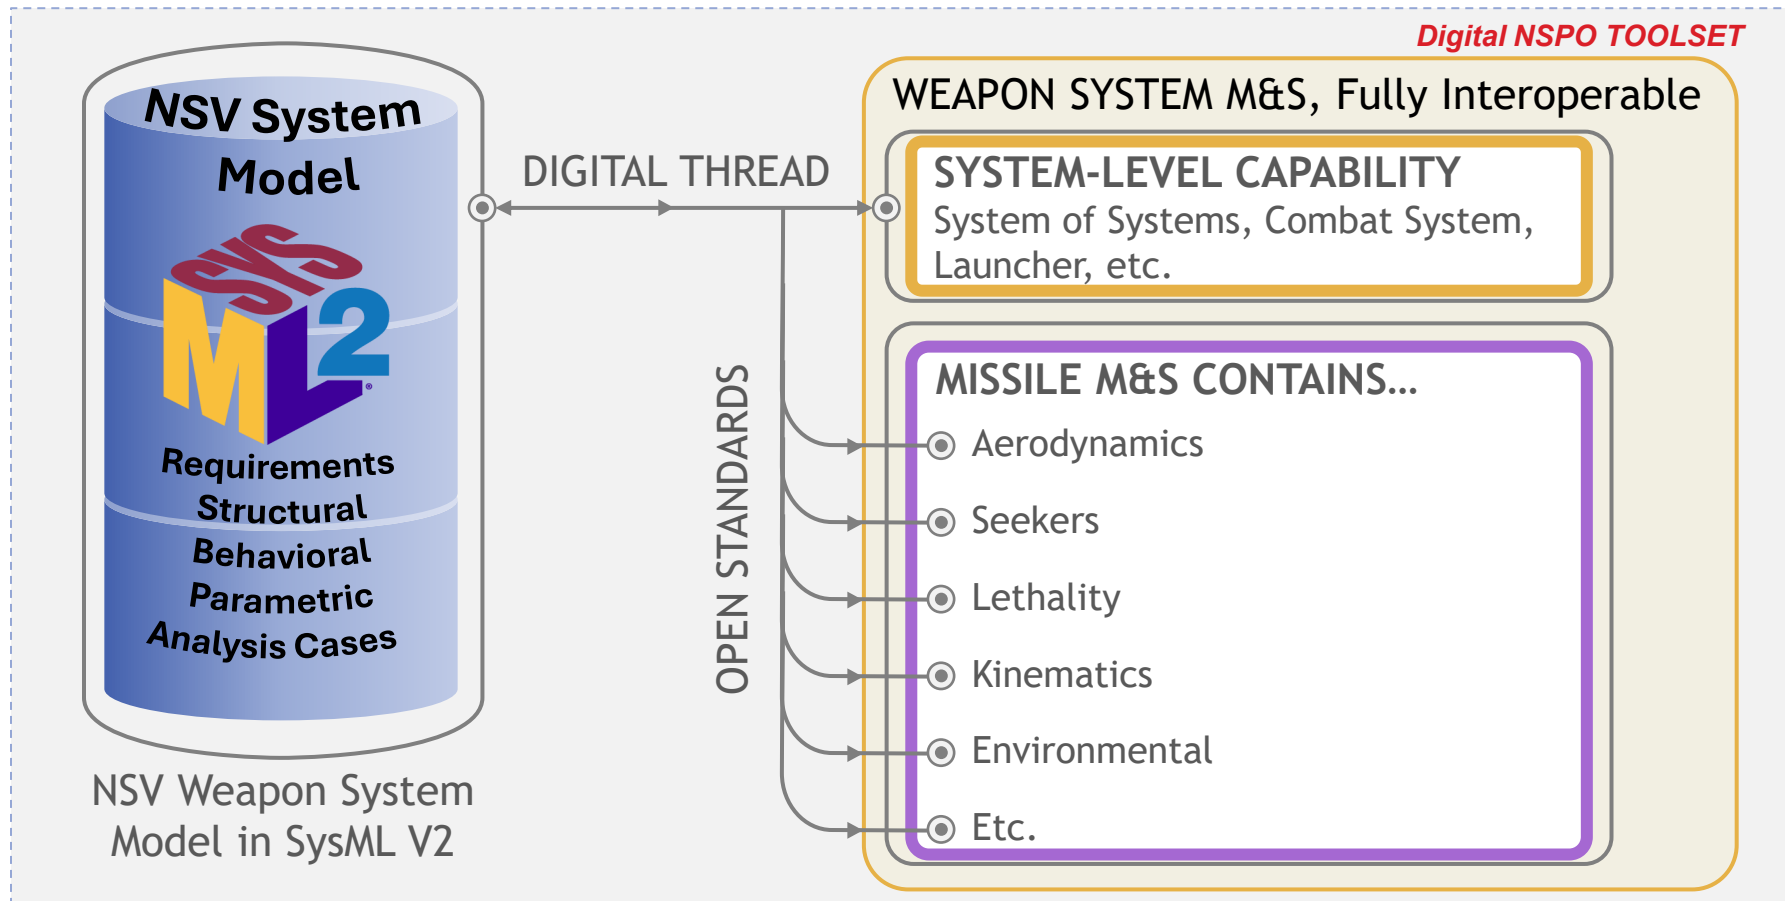 Digital NSPO TOOLSET
NSV System
Model
SYS
ML2
®
Requirements
Structural
Behavioral
Parametric
Analysis Cases
NSV Weapon System
Model in SysML V2
DIGITAL THREAD
OPEN STANDARDS
WEAPON SYSTEM M&S, Fully Interoperable
SYSTEM-LEVEL CAPABILITY
System of Systems, Combat System,
Launcher, etc.
MISSILE M&S CONTAINS…
Aerodynamics
Seekers
Lethality
Kinematics
Environmental
Etc.